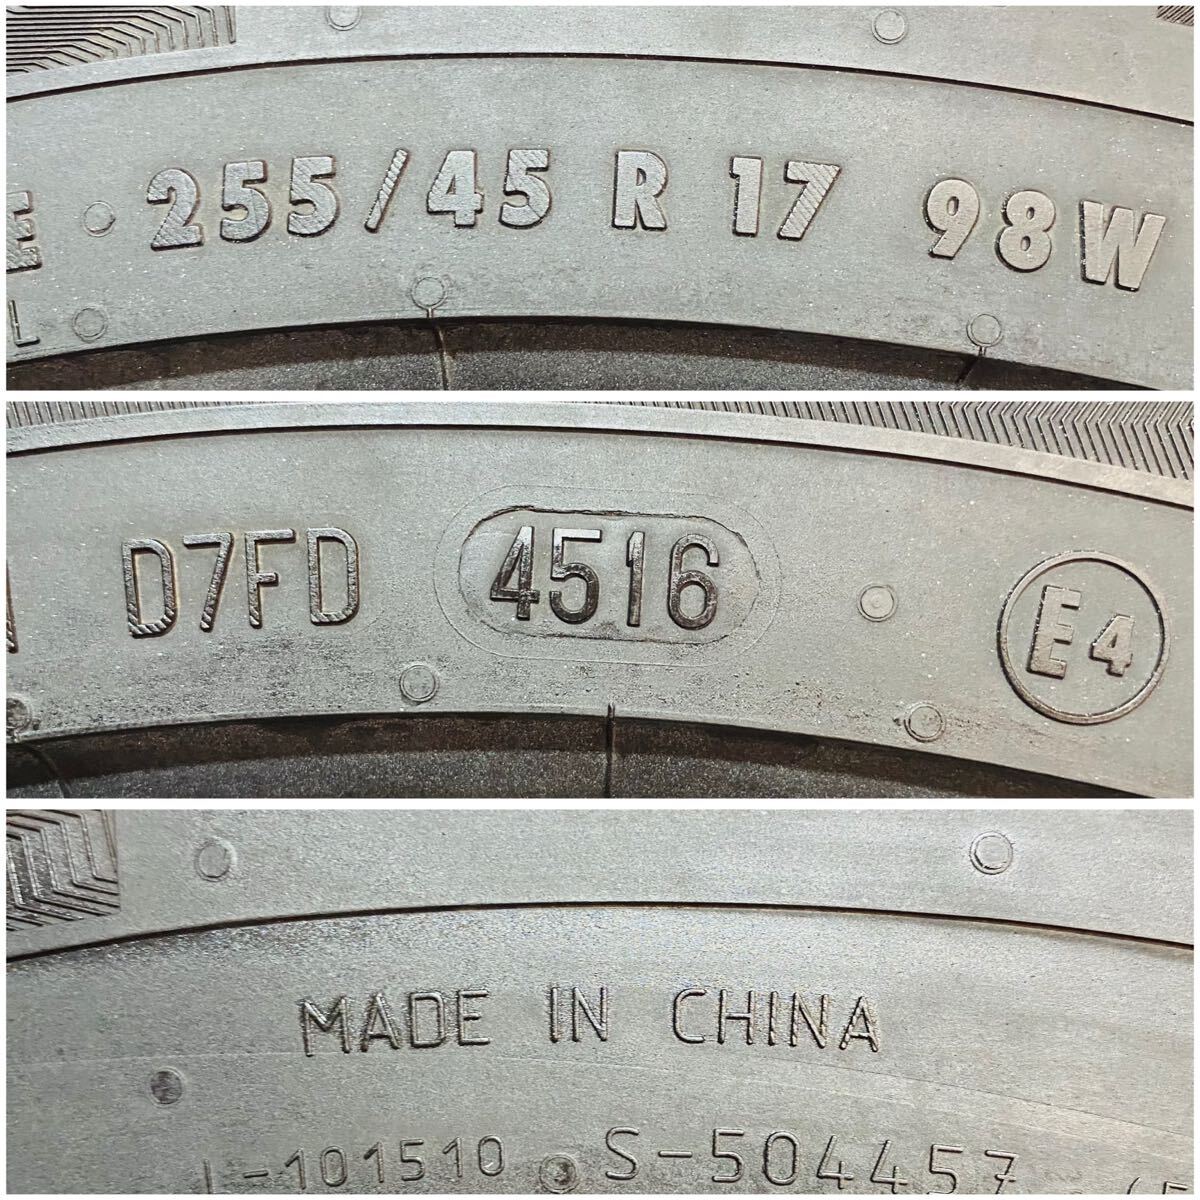 E · 255/45 R 17 98W
L
D7FD 4516 E4
MADE IN CHINA
L-101510 S-504457